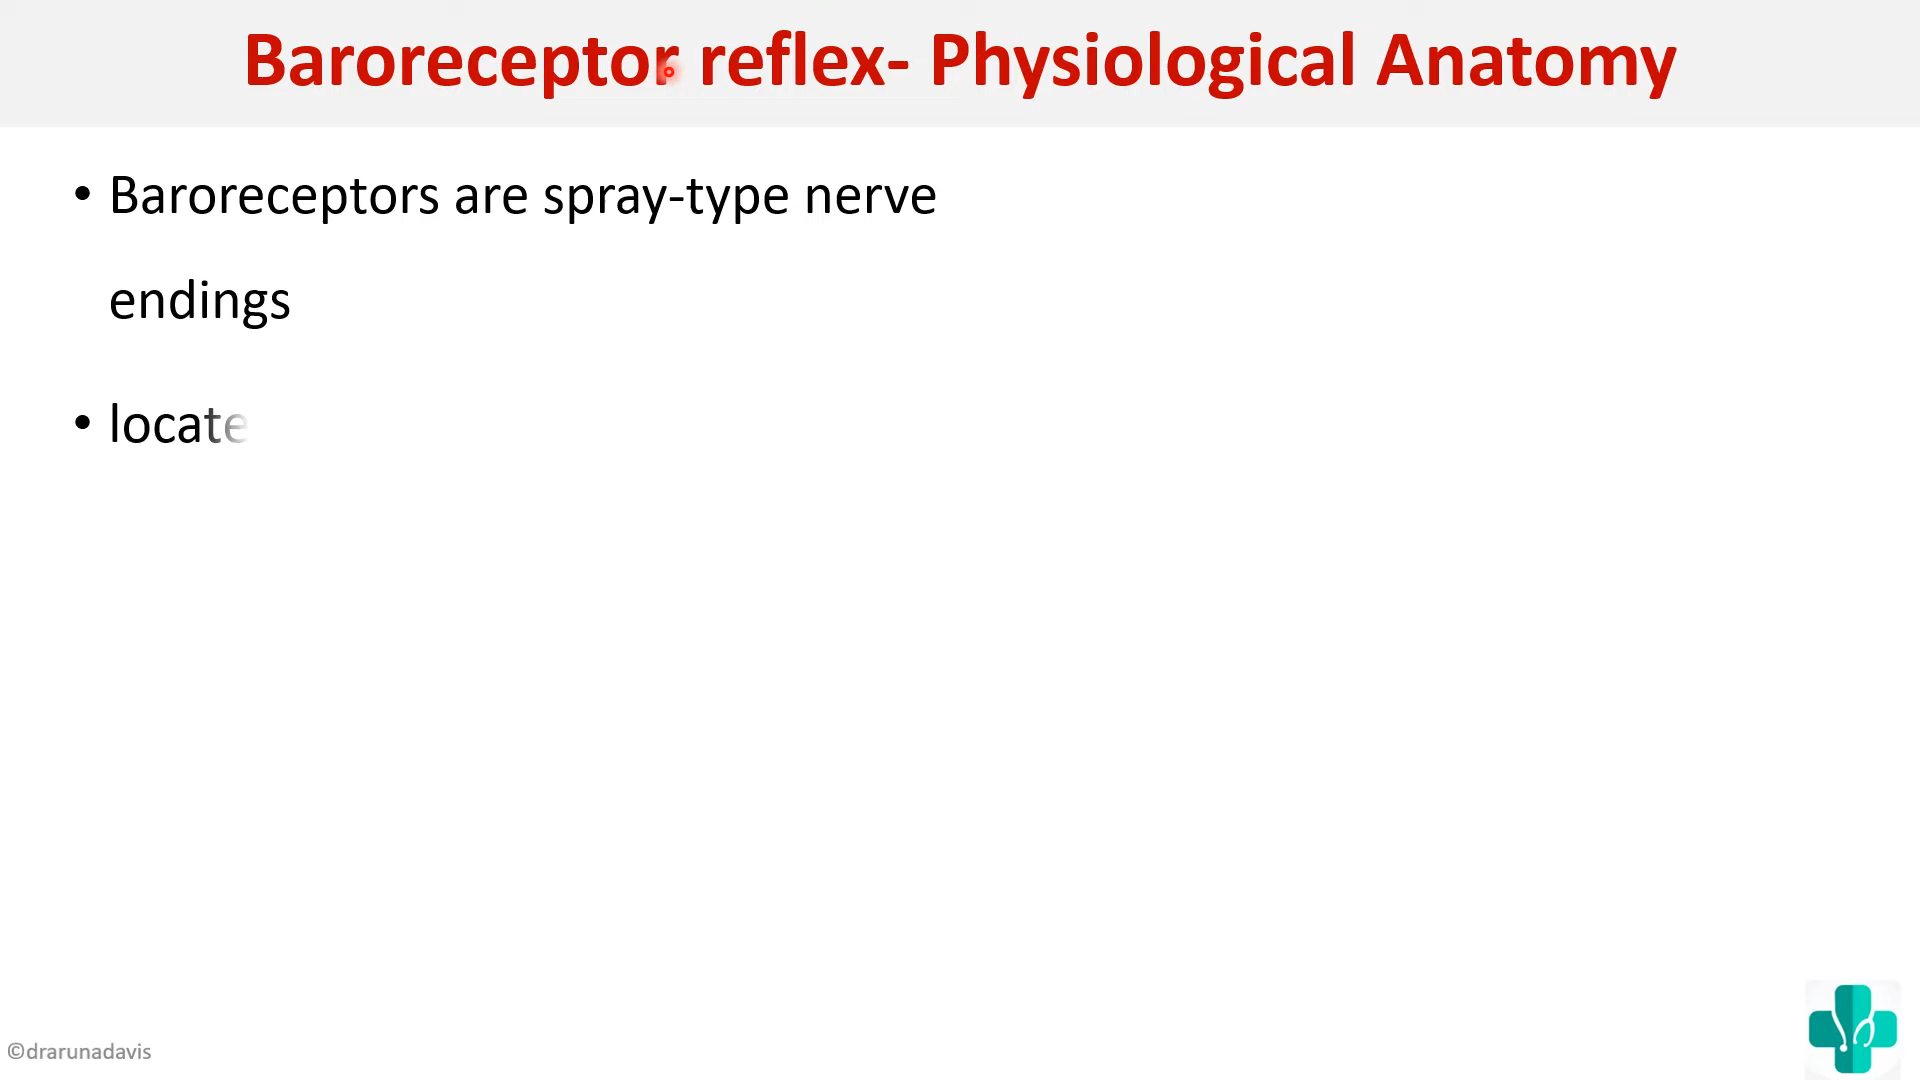 Baroreceptor reflex- Physiological Anatomy
• Baroreceptors are spray-type nerve
endings
• locate
©drarunadavis